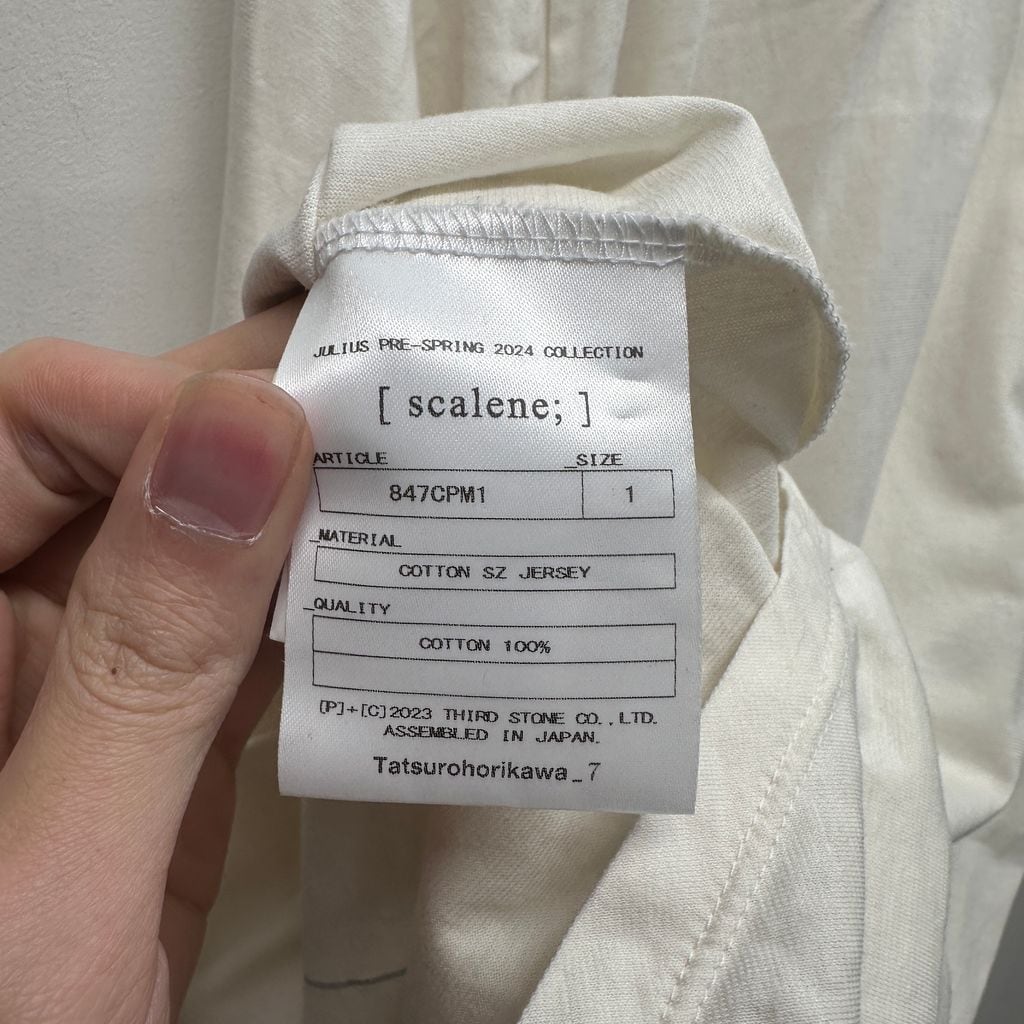 JULIUS PRE-SPRING 2024 COLLECTION
[ scalene; ]
ARTICLE _SIZE
847CPM1 1
_MATERIAL
COTTON SZ JERSEY
_QUALITY
COTTON 100%
[P]+[C]2023 THIRD STONE CO.,LTD.
ASSEMBLED IN JAPAN.
Tatsurohorikawa_7